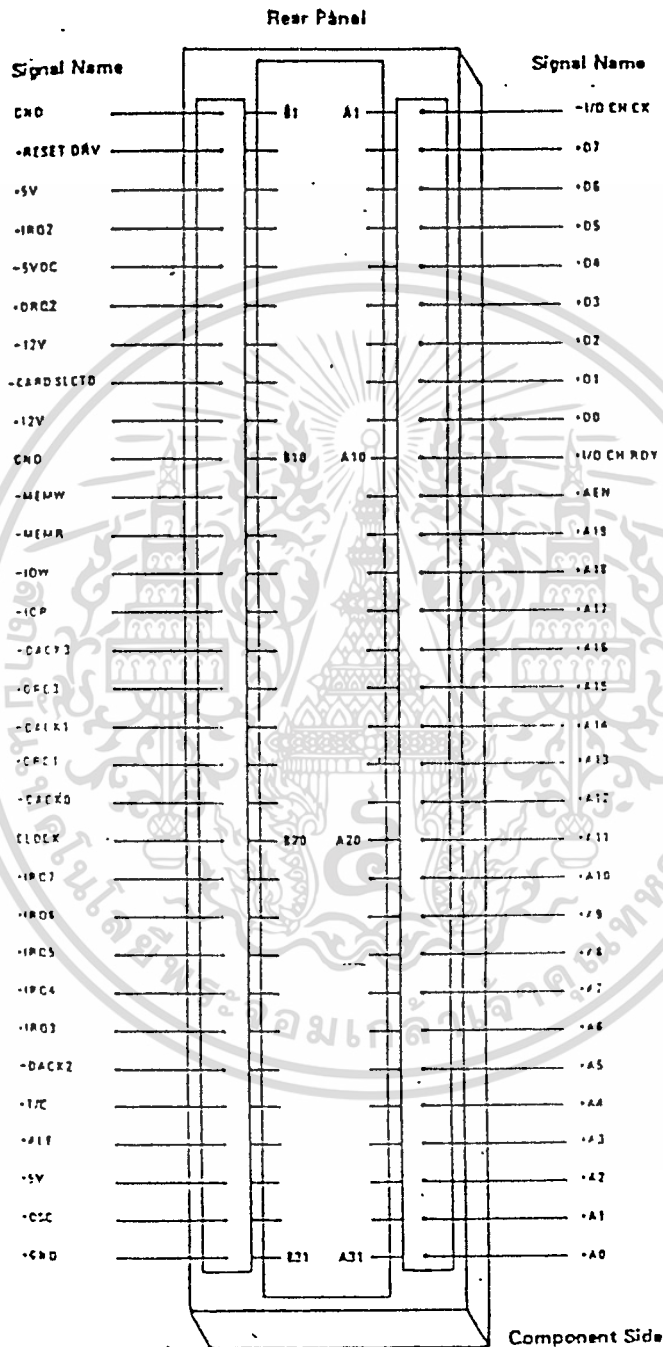 Rear Panel
Signal Name
Signal Name
GND B1 A1 -I/O CH CK
+RESET DRV +D7
+5V +D6
+IRQ2 +D5
-5VDC +D4
+DRQ2 +D3
-12V +D2
-CARD SLCTD +D1
+12V +D0
GND B10 A10 +I/O CH RDY
-MEMW +AEN
-MEMR +A19
-IOW +A18
-IOR +A17
-DACK3 +A16
+DRQ3 +A15
-DACK1 +A14
+DRQ1 +A13
-DACK0 +A12
CLOCK B20 A20 +A11
+IRQ7 +A10
+IRQ6 +A9
+IRQ5 +A8
+IRQ4 +A7
+IRQ3 +A6
-DACK2 +A5
+T/C +A4
+ALE +A3
+5V +A2
+OSC +A1
+GND B31 A31 +A0
Component Side